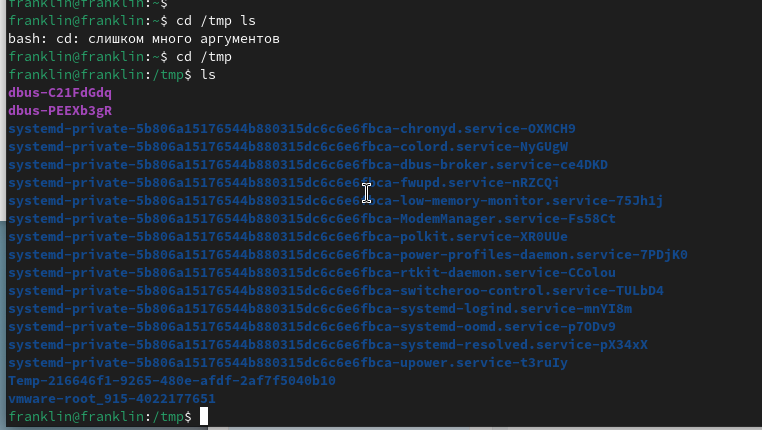 franklin@franklin:~$
franklin@franklin:~$ cd /tmp ls
bash: cd: слишком много аргументов
franklin@franklin:~$ cd /tmp
franklin@franklin:/tmp$ ls
dbus-C21FdGdq
dbus-PEEXb3gR
systemd-private-5b806a15176544b880315dc6c6e6fbca-chronyd.service-OXMCH9
systemd-private-5b806a15176544b880315dc6c6e6fbca-colord.service-NyGUgW
systemd-private-5b806a15176544b880315dc6c6e6fbca-dbus-broker.service-ce4DKD
systemd-private-5b806a15176544b880315dc6c6e6fbca-fwupd.service-nRZCQi
systemd-private-5b806a15176544b880315dc6c6e6fbca-low-memory-monitor.service-75Jh1j
systemd-private-5b806a15176544b880315dc6c6e6fbca-ModemManager.service-Fs58Ct
systemd-private-5b806a15176544b880315dc6c6e6fbca-polkit.service-XR0UUe
systemd-private-5b806a15176544b880315dc6c6e6fbca-power-profiles-daemon.service-7PDjK0
systemd-private-5b806a15176544b880315dc6c6e6fbca-rtkit-daemon.service-CColou
systemd-private-5b806a15176544b880315dc6c6e6fbca-switcheroo-control.service-TULbD4
systemd-private-5b806a15176544b880315dc6c6e6fbca-systemd-logind.service-mnYI8m
systemd-private-5b806a15176544b880315dc6c6e6fbca-systemd-oomd.service-p7ODv9
systemd-private-5b806a15176544b880315dc6c6e6fbca-systemd-resolved.service-pX34xX
systemd-private-5b806a15176544b880315dc6c6e6fbca-upower.service-t3ruIy
Temp-216646f1-9265-480e-afdf-2af7f5040b10
vmware-root_915-4022177651
franklin@franklin:/tmp$